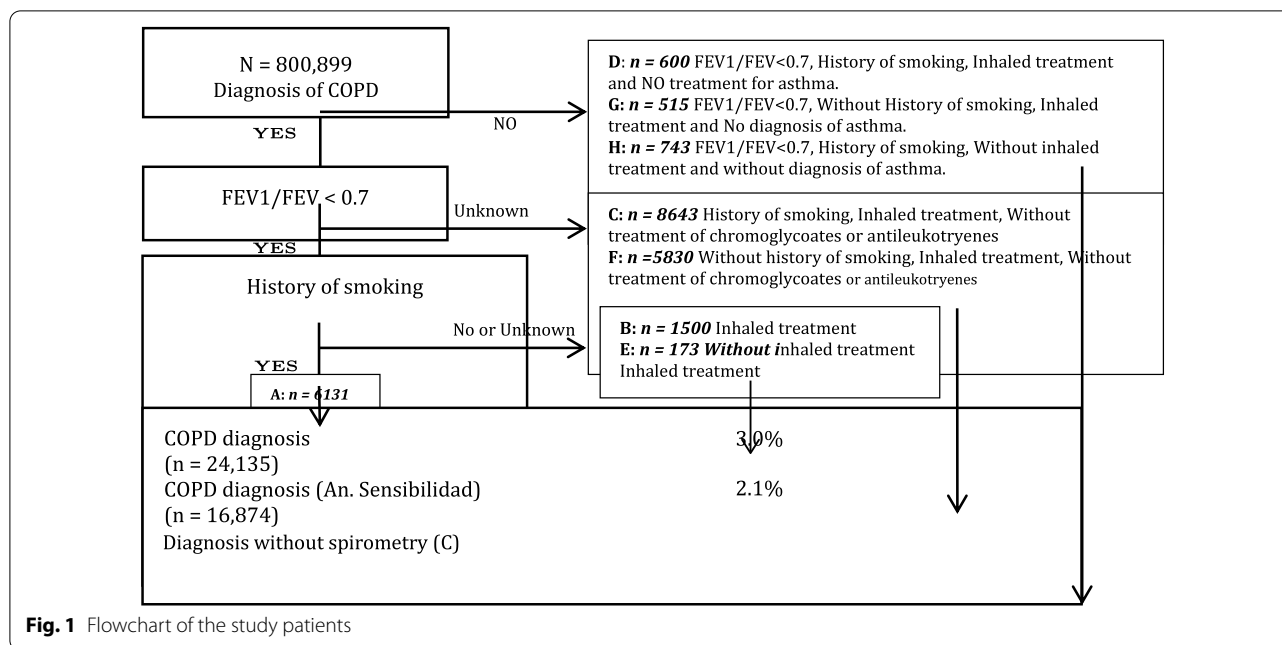 N = 800,899
Diagnosis of COPD
YES
NO
D: n = 600 FEV1/FEV<0.7, History of smoking, Inhaled treatment
and NO treatment for asthma.
G: n = 515 FEV1/FEV<0.7, Without History of smoking, Inhaled
treatment and No diagnosis of asthma.
H: n = 743 FEV1/FEV<0.7, History of smoking, Without inhaled
treatment and without diagnosis of asthma.
FEV1/FEV < 0.7
Unknown
YES
C: n = 8643 History of smoking, Inhaled treatment, Without
treatment of chromoglycoates or antileukotryenes
F: n =5830 Without history of smoking, Inhaled treatment, Without
treatment of chromoglycoates or antileukotryenes
History of smoking
No or Unknown
YES
B: n = 1500 Inhaled treatment
E: n = 173 Without inhaled treatment
Inhaled treatment
A: n = 6131
COPD diagnosis 3.0%
(n = 24,135)
COPD diagnosis (An. Sensibilidad) 2.1%
(n = 16,874)
Diagnosis without spirometry (C)
Fig. 1 Flowchart of the study patients